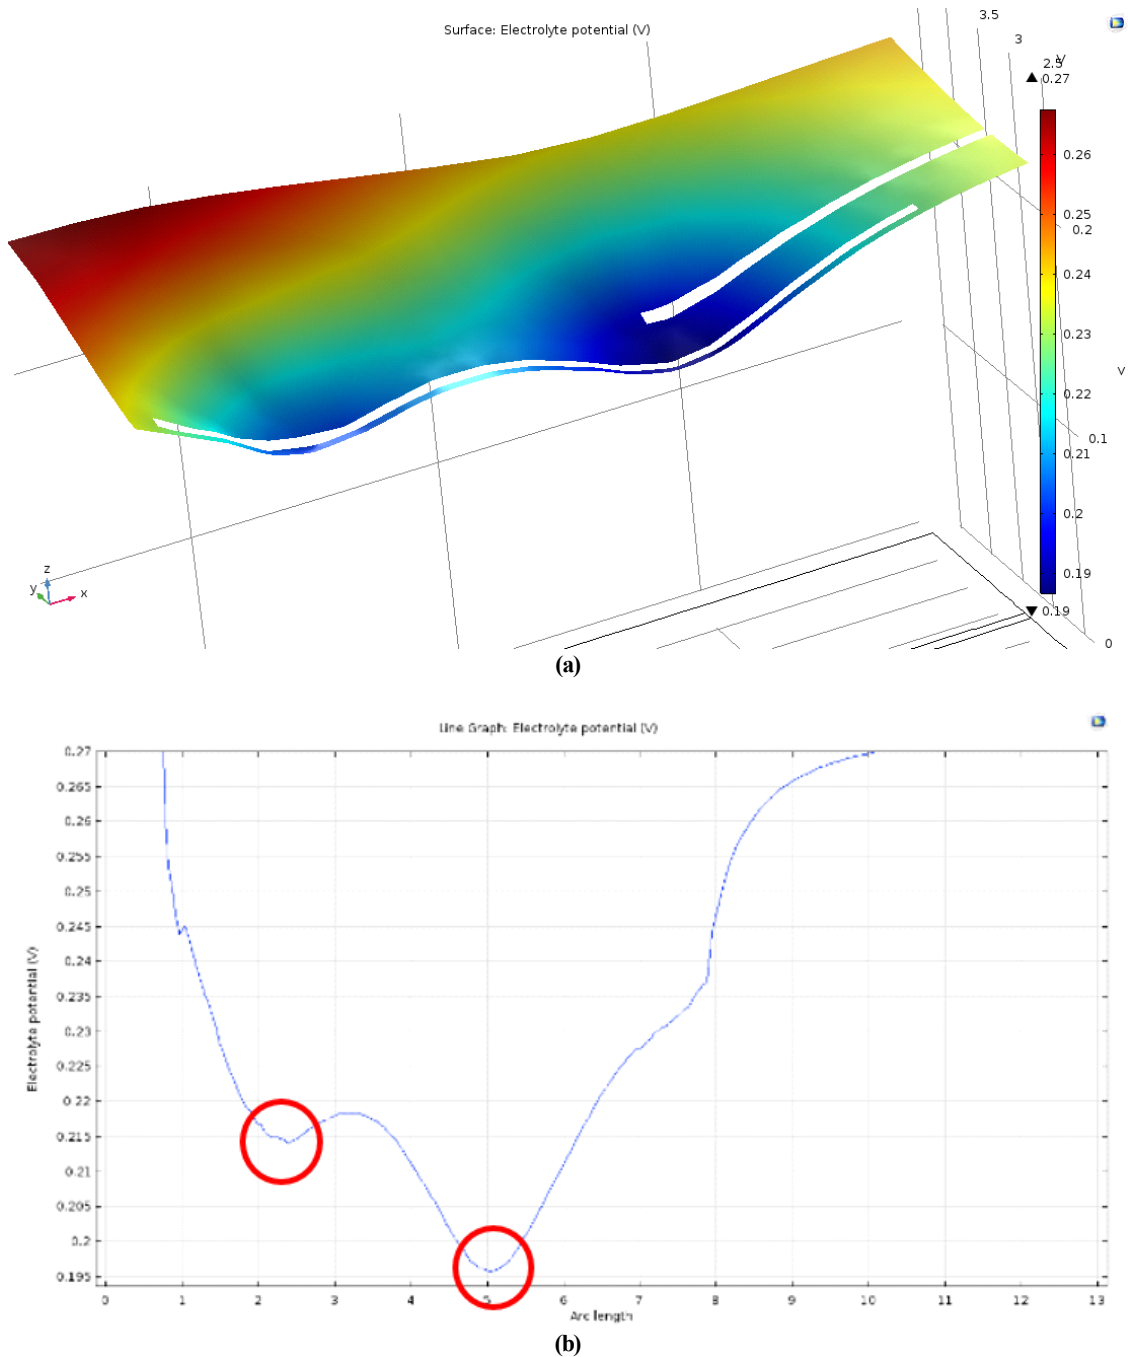 Surface: Electrolyte potential (V)
3.5
3
2.5
V
0.27
0.26
0.25
0.2
0.24
0.23
V
0.22
0.1
0.21
0.2
0.19
0.19
0
z
y
x
(a)
Line Graph: Electrolyte potential (V)
0.27
0.265
0.26
0.255
0.25
0.245
0.24
0.235
0.23
0.225
0.22
0.215
0.21
0.205
0.2
0.195
Electrolyte potential (V)
0 1 2 3 4 5 6 7 8 9 10 11 12 13
Arc length
(b)